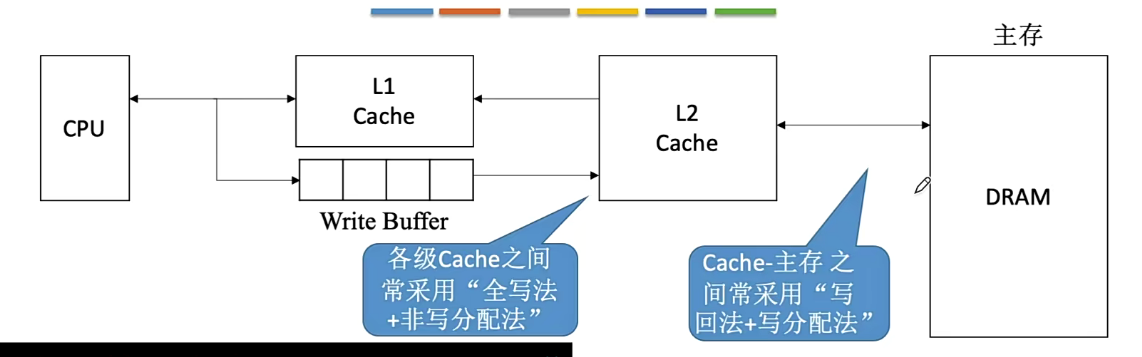 主存
CPU
L1
Cache
L2
Cache
DRAM
Write Buffer
各级Cache之间
常采用“全写法
+非写分配法”
Cache-主存 之
间常采用“写
回法+写分配法”